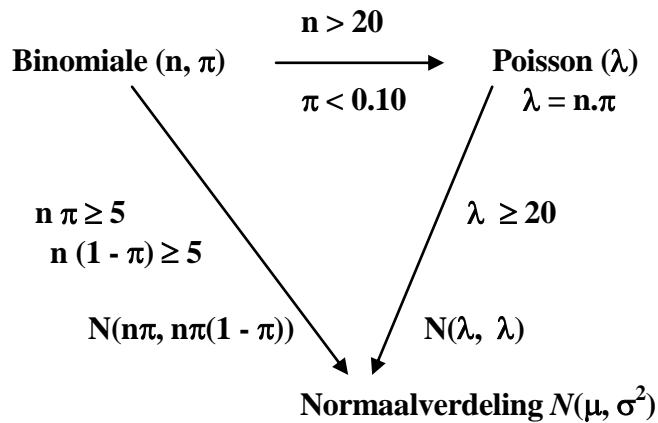 n > 20
Binomiale (n, π)
Poisson (λ)
π < 0.10
λ = n.π
n π ≥ 5
λ ≥ 20
n (1 - π) ≥ 5
N(nπ, nπ(1 - π))
N(λ, λ)
Normaalverdeling N(μ, σ²)